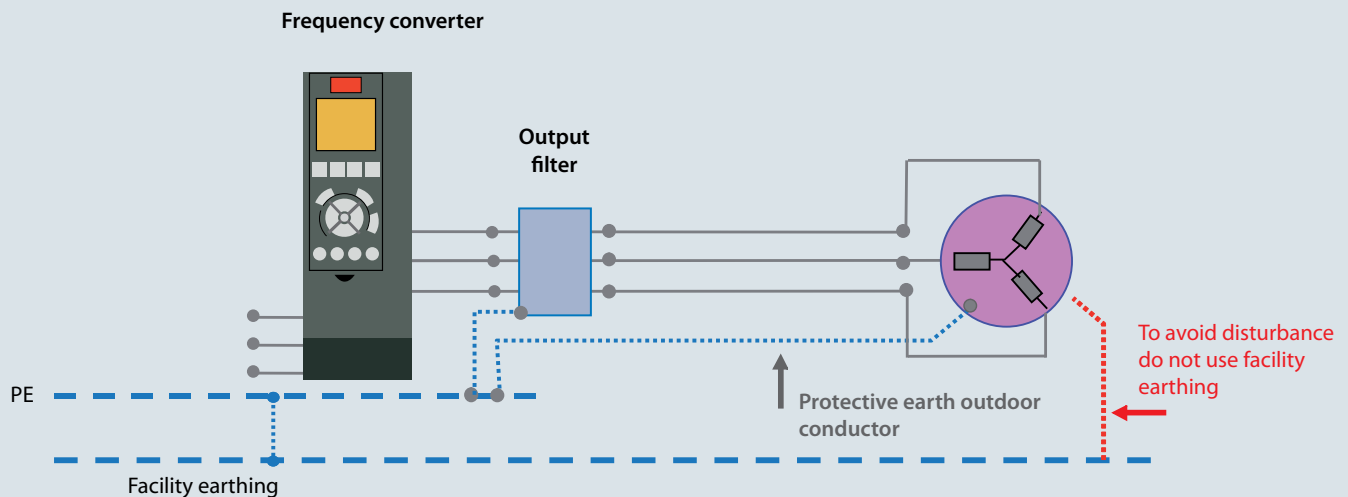 Frequency converter
Output
filter
To avoid disturbance
do not use facility
earthing
PE
Protective earth outdoor
conductor
Facility earthing